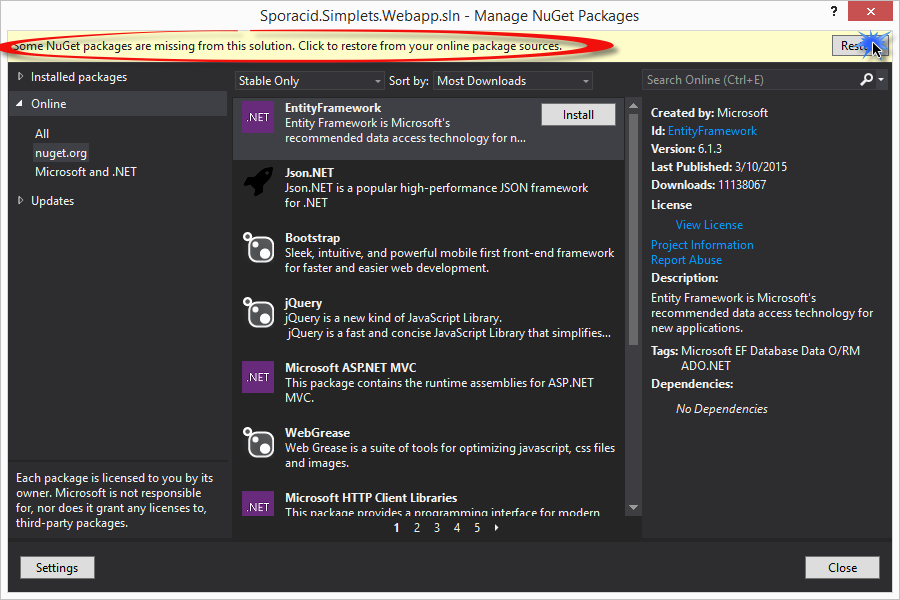 Sporacid.Simplets.Webapp.sln - Manage NuGet Packages
?
Some NuGet packages are missing from this solution. Click to restore from your online package sources.
Installed packages
Online
All
nuget.org
Microsoft and .NET
Updates
Each package is licensed to you by its
owner. Microsoft is not responsible
for, nor does it grant any licenses to,
third-party packages.
Settings
Stable Only
Sort by: Most Downloads
.NET
EntityFramework
Install
Entity Framework is Microsoft's
recommended data access technology for n...
Json.NET
Json.NET is a popular high-performance JSON framework
for .NET
Bootstrap
Sleek, intuitive, and powerful mobile first front-end framework
for faster and easier web development.
jQuery
jQuery is a new kind of JavaScript Library.
jQuery is a fast and concise JavaScript Library that simplifies...
.NET
Microsoft ASP.NET MVC
This package contains the runtime assemblies for ASP.NET
MVC.
WebGrease
Web Grease is a suite of tools for optimizing javascript, css files
and images.
.NET
Microsoft HTTP Client Libraries
This package provides a programming interface for modern
1 2 3 4 5
Search Online (Ctrl+E)
Created by: Microsoft
Id: EntityFramework
Version: 6.1.3
Last Published: 3/10/2015
Downloads: 11138067
License
View License
Project Information
Report Abuse
Description:
Entity Framework is Microsoft's
recommended data access technology for
new applications.
Tags: Microsoft EF Database Data O/RM
ADO.NET
Dependencies:
No Dependencies
Close